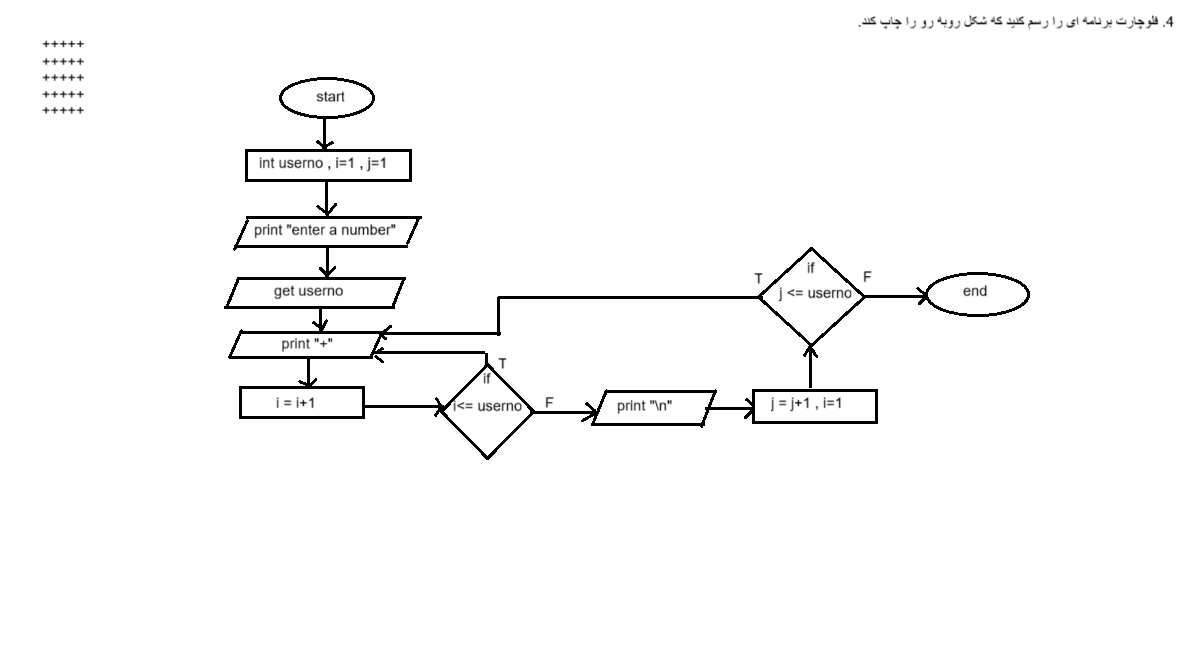 4. فلوچارت برنامه ای را رسم کنید که شکل روبه رو را چاپ کند.
+++++
+++++
+++++
+++++
+++++
start
int userno , i=1 , j=1
print "enter a number"
get userno
print "+"
i = i+1
T
if
i<= userno
F
print "\n"
j = j+1 , i=1
T
if
j <= userno
F
end